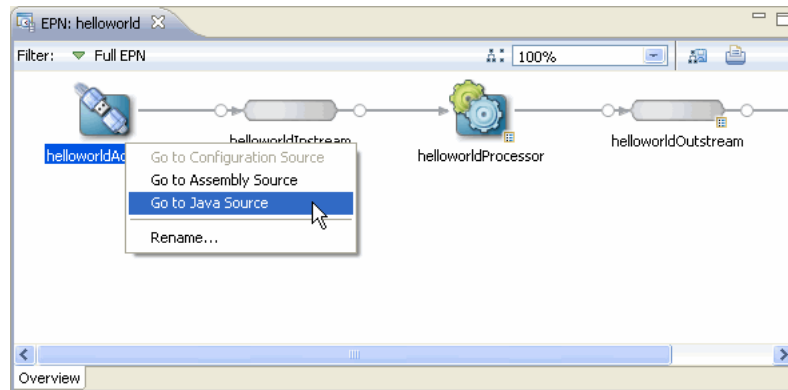 EPN: helloworld
Filter: Full EPN 100%
helloworldInstream
helloworldOutstream
helloworldAd
helloworldProcessor
Go to Configuration Source
Go to Assembly Source
Go to Java Source
Rename...
Overview